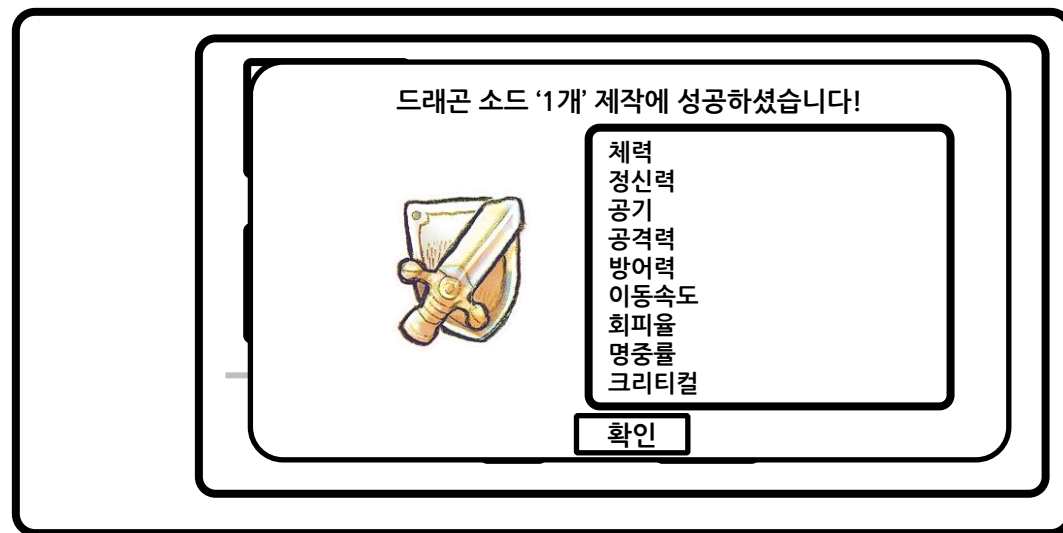 드래곤 소드 ‘1개’ 제작에 성공하셨습니다!
체력
정신력
공기
공격력
방어력
이동속도
회피율
명중률
크리티컬
확인